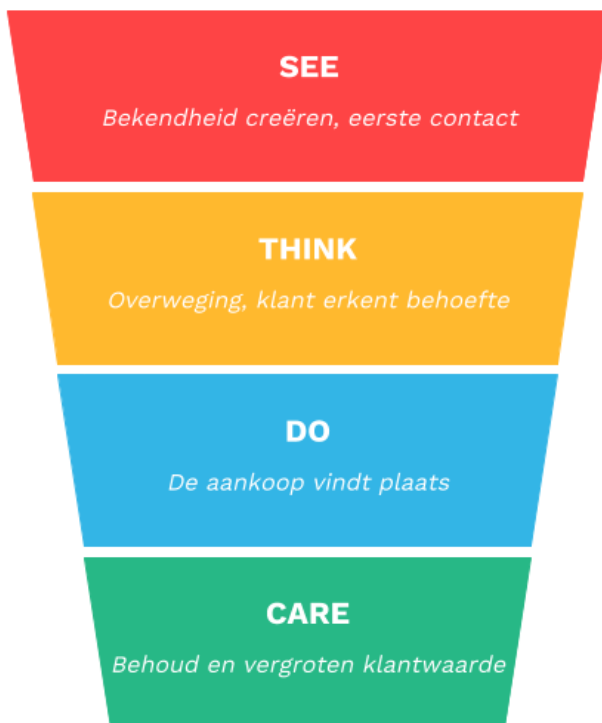 SEE
Bekendheid creëren, eerste contact
THINK
Overweging, klant erkent behoefte
DO
De aankoop vindt plaats
CARE
Behoud en vergroten klantwaarde